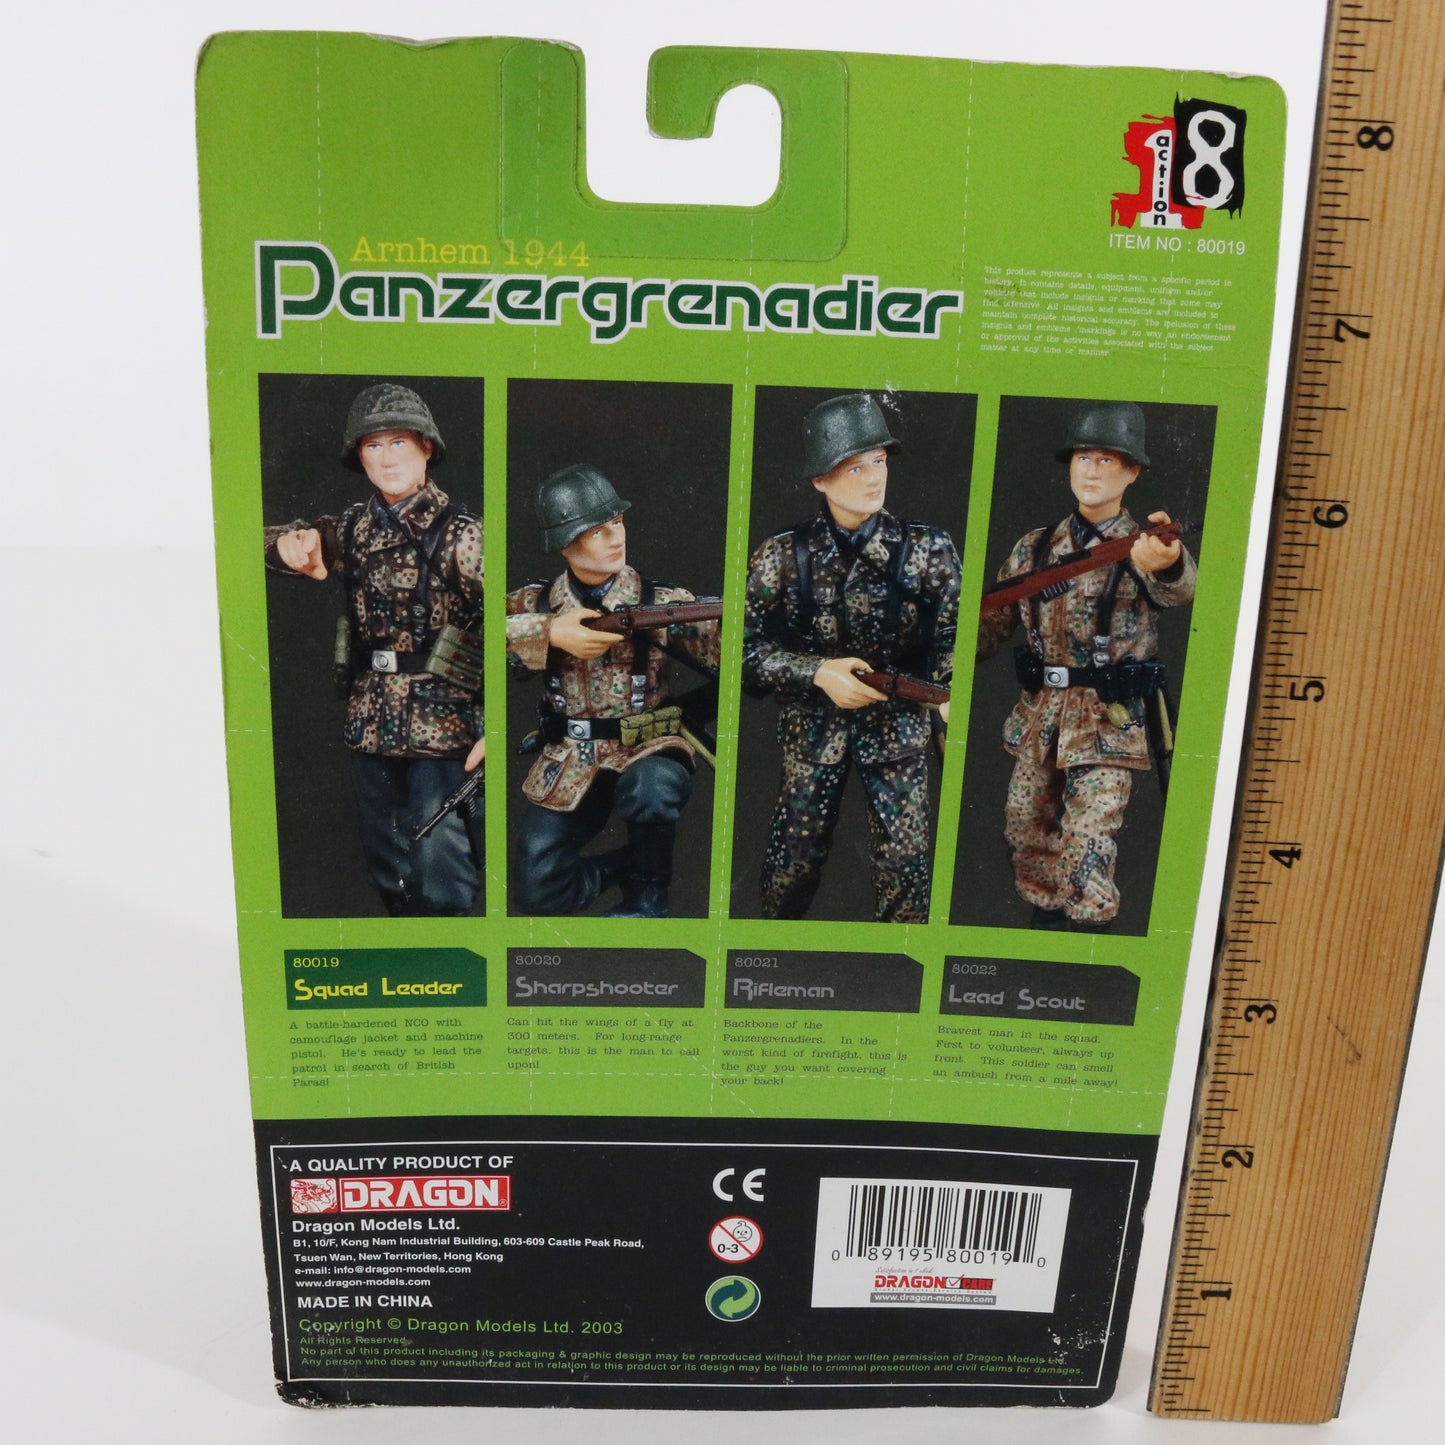 1 action 8
ITEM NO : 80019
Arnhem 1944
Panzergrenadier
This product represents a subject from a specific period in
history. It contains details, equipment, uniform and/or
vehicles that include insignia or marking that some may
find offensive. All insignia and emblems are included to
maintain complete historical accuracy. The inclusion of these
insignia and emblems /markings is no way an endorsement
or approval of the activities associated with the subject
matter at any time or manner.
80019
Squad Leader
A battle-hardened NCO with
camouflage jacket and machine
pistol. He's ready to lead the
patrol in search of British
Paras!
80020
Sharpshooter
Can hit the wings of a fly at
300 meters. For long-range
targets, this is the man to call
upon!
80021
Rifleman
Backbone of the
Panzergrenadiers. In the
worst kind of firefight, this is
the guy you want covering
your back!
80022
Lead Scout
Bravest man in the squad.
First to volunteer, always up
front. This soldier can smell
an ambush from a mile away!
A QUALITY PRODUCT OF
DRAGON®
Dragon Models Ltd.
B1, 10/F, Kong Nam Industrial Building, 603-609 Castle Peak Road,
Tsuen Wan, New Territories, Hong Kong
e-mail: info@dragon-models.com
www.dragon-models.com
MADE IN CHINA
Copyright © Dragon Models Ltd. 2003
All Rights Reserved.
No part of this product including its packaging & graphic design may be reproduced without the prior written permission of Dragon Models Ltd.
Any person who does any unauthorized act in relation to this product or its design may be liable to criminal prosecution and civil claims for damages.
CE
0-3
0 89195 80019 0
DRAGON CARE
www.dragon-models.com
8
7
6
5
4
3
2
1